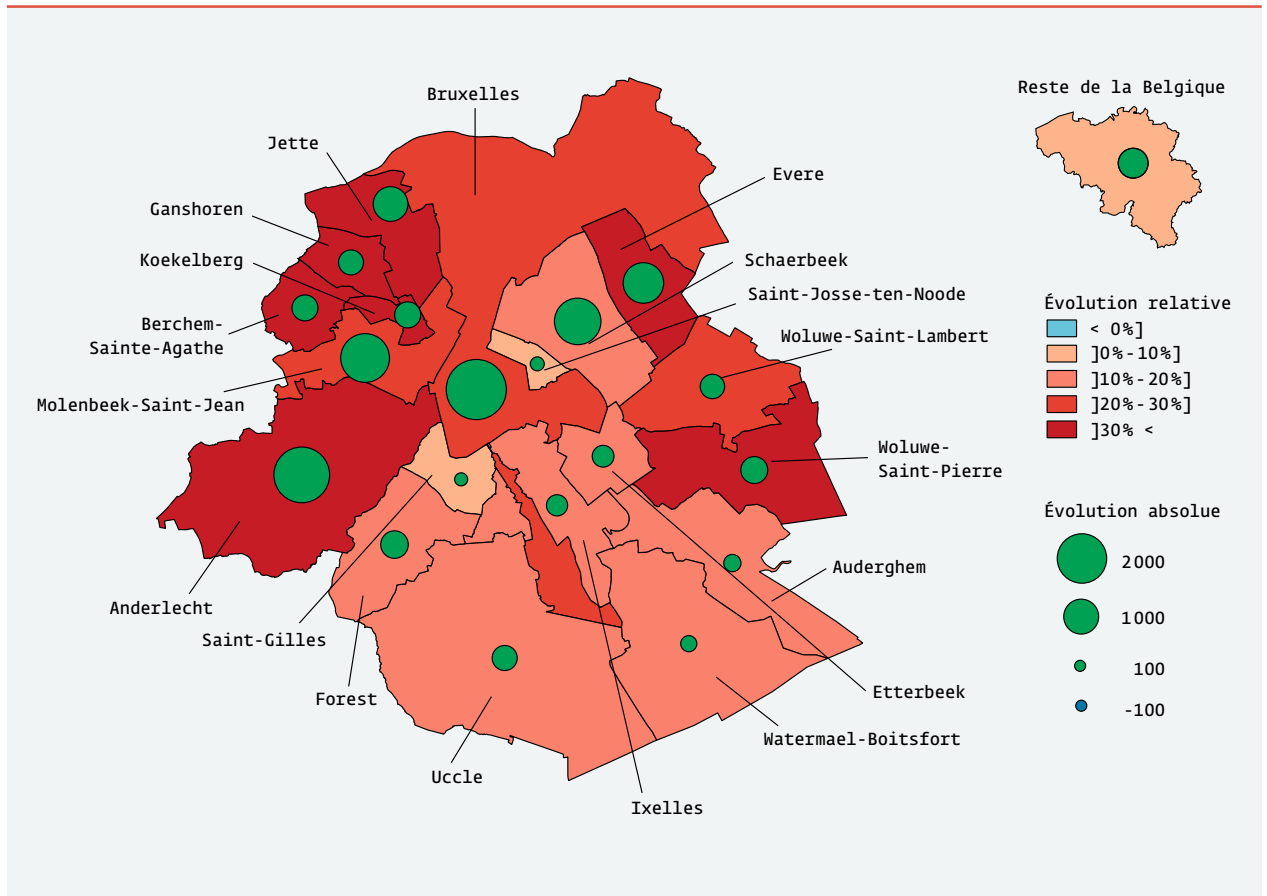 Bruxelles
Jette
Ganshoren
Koekelberg
Berchem-
Sainte-Agathe
Molenbeek-Saint-Jean
Anderlecht
Saint-Gilles
Forest
Uccle
Ixelles
Watermael-Boitsfort
Etterbeek
Auderghem
Woluwe-
Saint-Pierre
Woluwe-Saint-Lambert
Saint-Josse-ten-Noode
Schaerbeek
Evere
Reste de la Belgique
Évolution relative
< 0%]
]0%-10%]
]10%-20%]
]20%-30%]
]30% <
Évolution absolue
2000
1000
100
-100